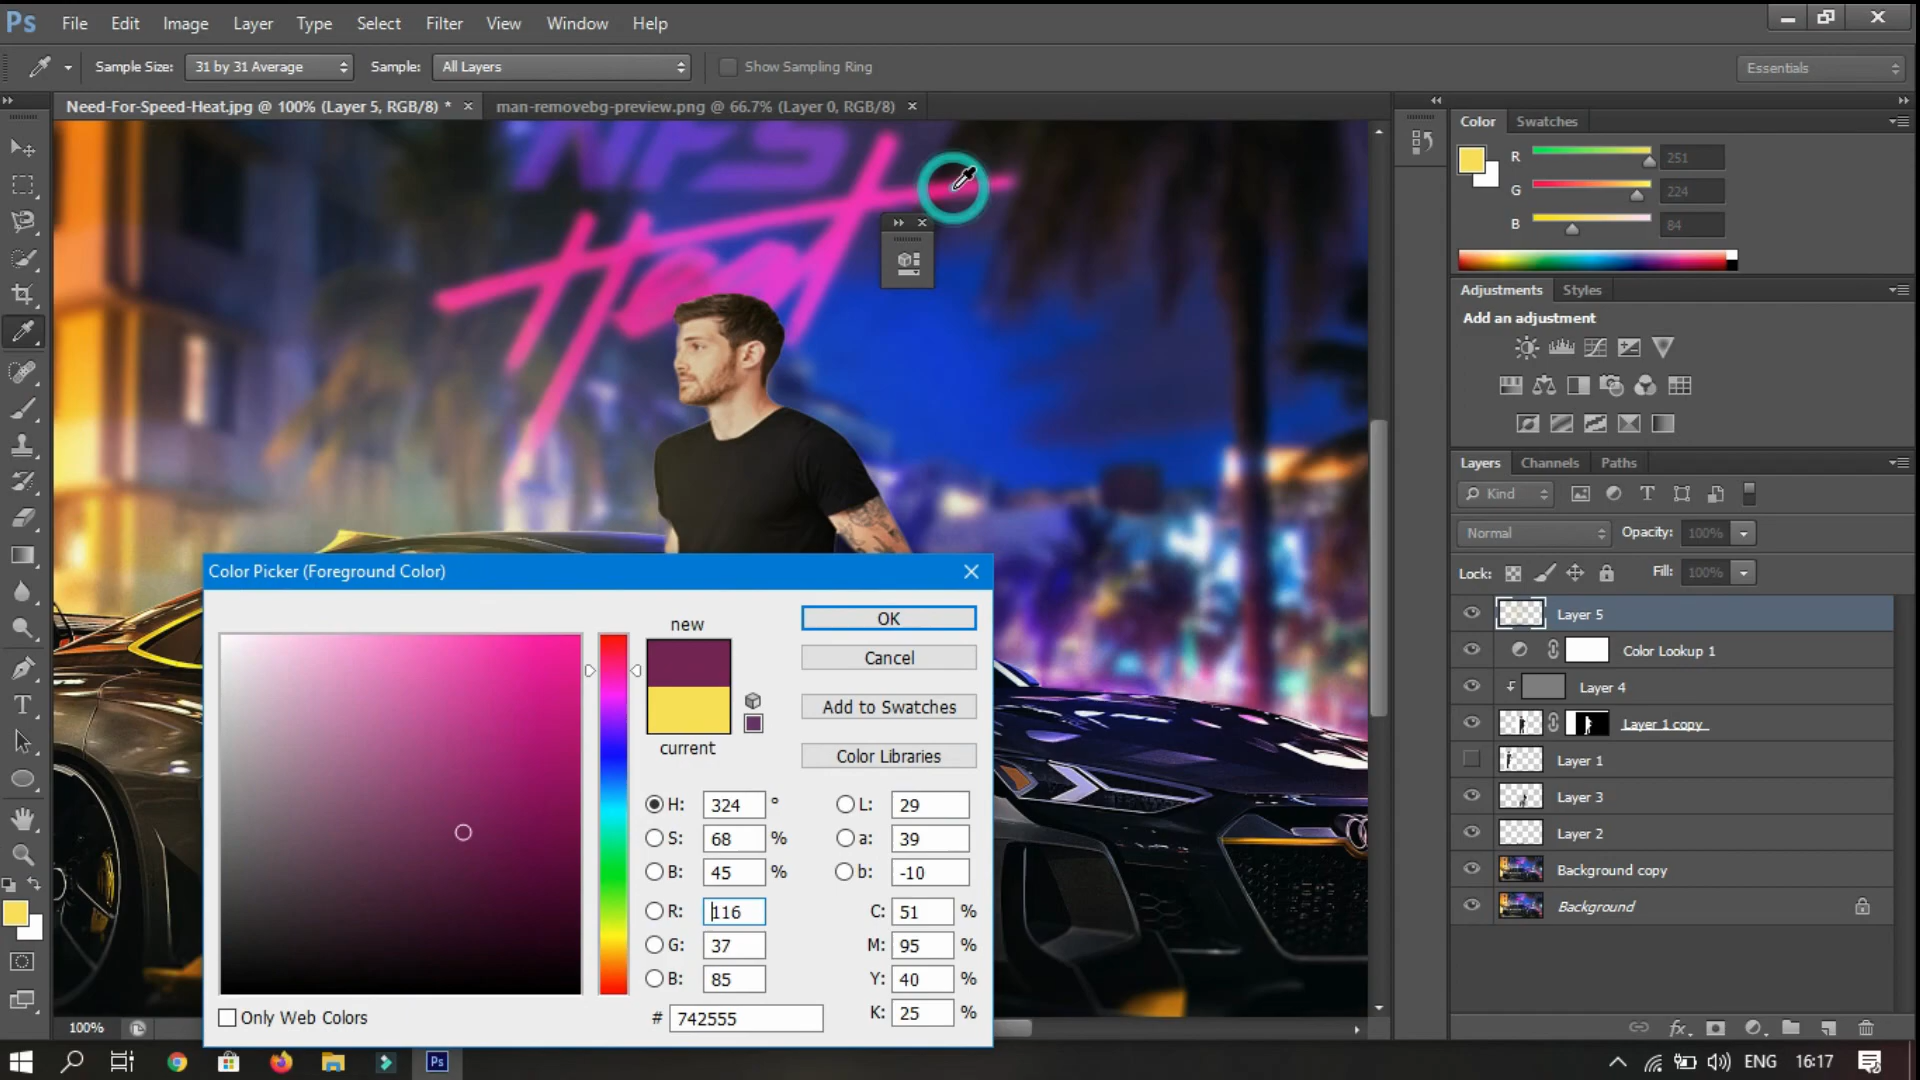 Ps File Edit Image Layer Type Select Filter View Window Help
Sample Size: 31 by 31 Average Sample: All Layers Show Sampling Ring Essentials
Need-For-Speed-Heat.jpg @ 100% (Layer 5, RGB/8) * × man-removebg-preview.png @ 66.7% (Layer 0, RGB/8) ×
NFS
Heat
Color Swatches
R 251
G 224
B 84
Adjustments Styles
Add an adjustment
Layers Channels Paths
Kind
Normal Opacity: 100%
Lock: Fill: 100%
Layer 5
Color Lookup 1
Layer 4
Layer 1 copy
Layer 1
Layer 3
Layer 2
Background copy
Background
fx
Color Picker (Foreground Color)
new
current
OK
Cancel
Add to Swatches
Color Libraries
H: 324 ° L: 29
S: 68 % a: 39
B: 45 % b: -10
R: 116 C: 51 %
G: 37 M: 95 %
B: 85 Y: 40 %
# 742555 K: 25 %
Only Web Colors
100%
Ps ENG 16:17